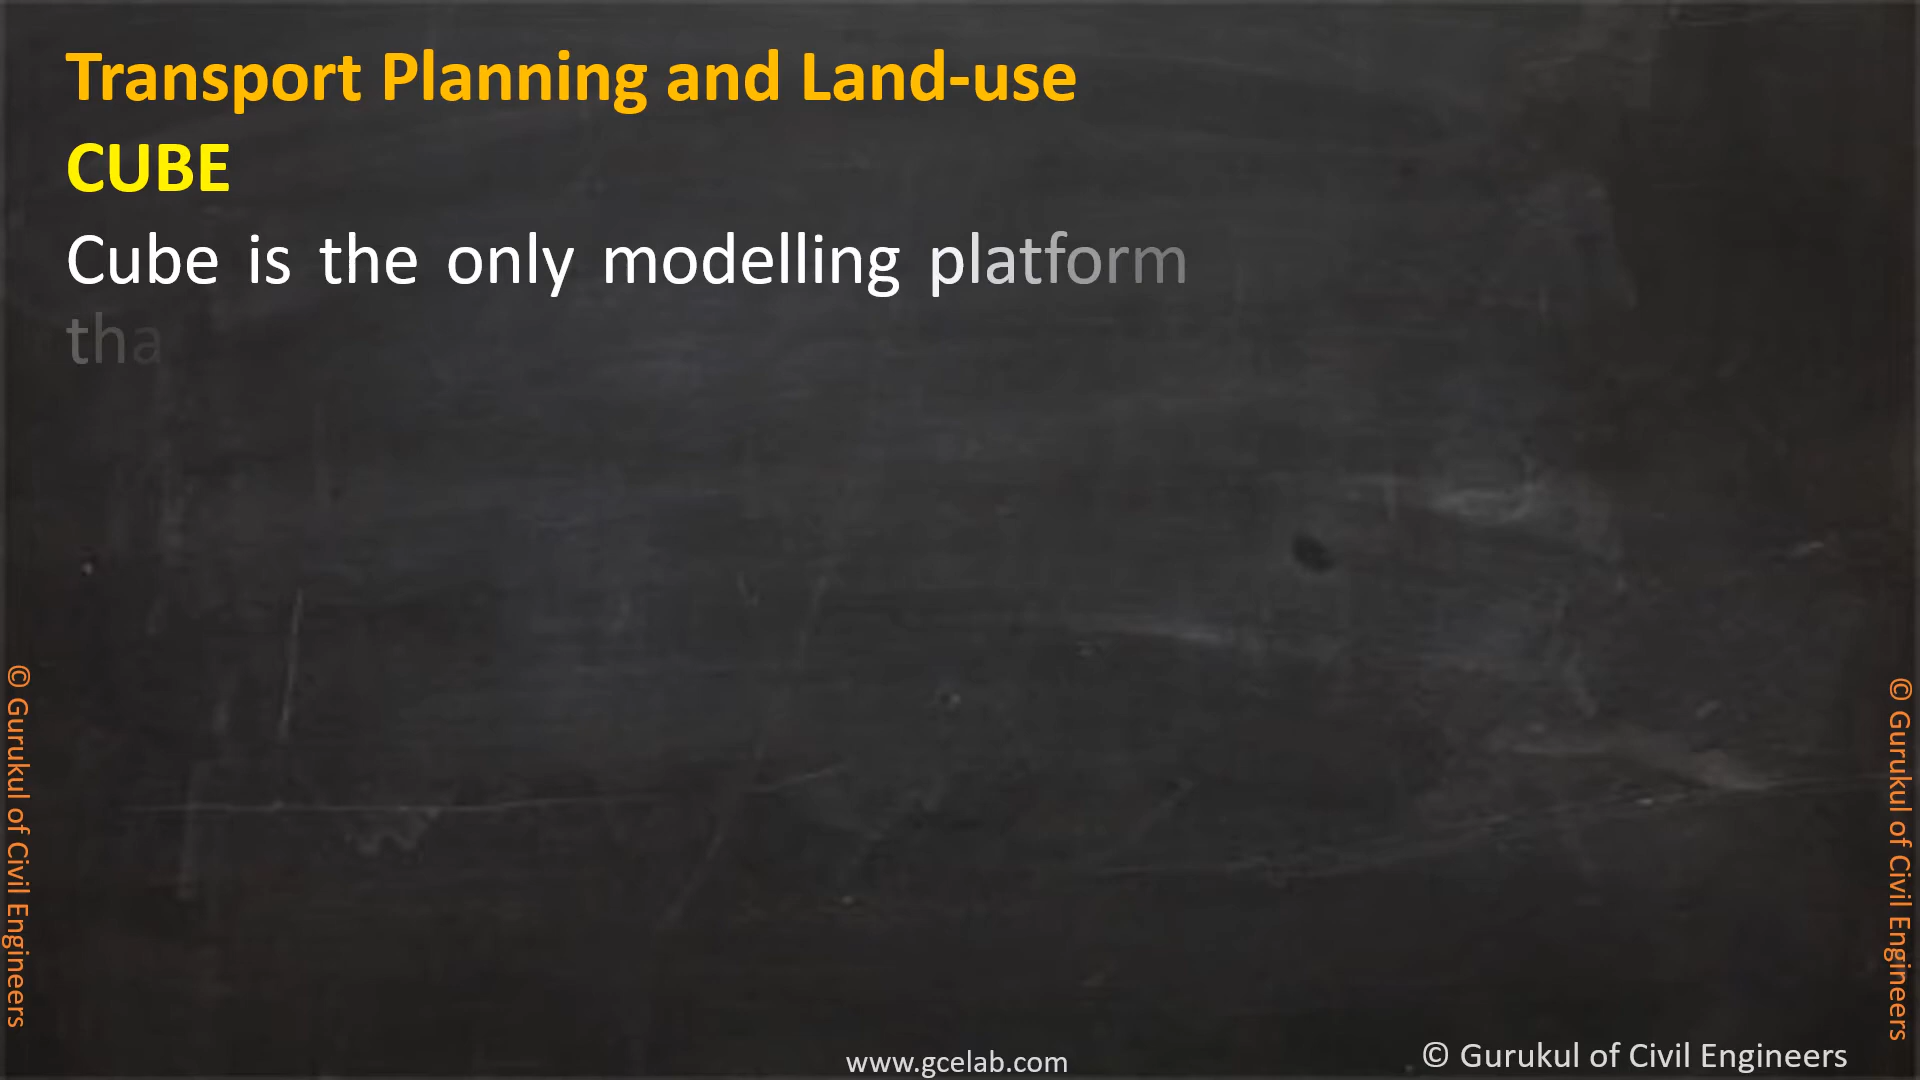 Transport Planning and Land-use
CUBE
Cube is the only modelling platform
tha
© Gurukul of Civil Engineers
© Gurukul of Civil Engineers
www.gcelab.com
© Gurukul of Civil Engineers